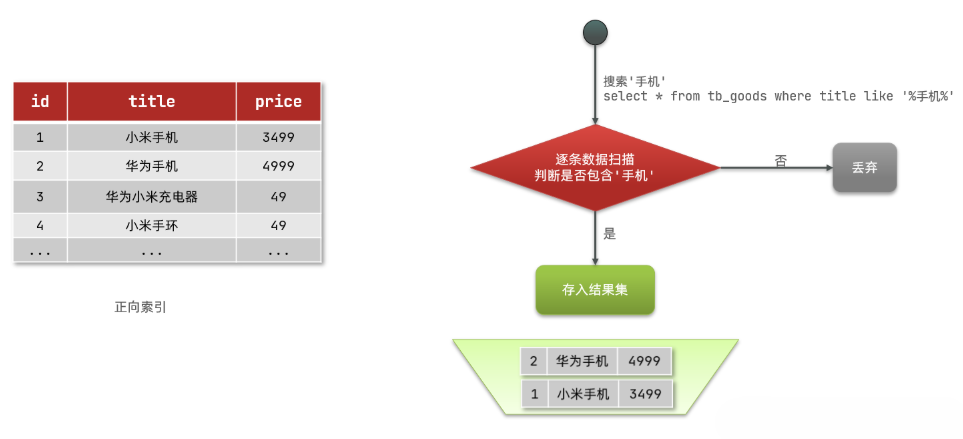 id title price
1 小米手机 3499
2 华为手机 4999
3 华为小米充电器 49
4 小米手环 49
... ... ...
正向索引
搜索'手机'
select * from tb_goods where title like '%手机%'
逐条数据扫描
判断是否包含'手机'
否
丢弃
是
存入结果集
2 华为手机 4999
1 小米手机 3499